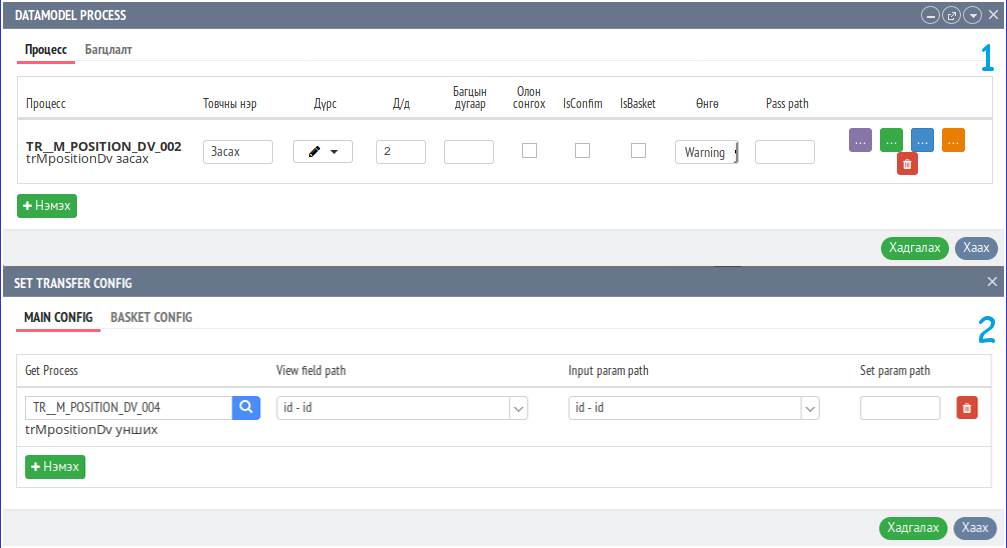 DATAMODEL PROCESS
Процесс Багцлалт
1
Процесс Товчны нэр Дүрс Д/д Багцын дугаар Олон сонгох IsConfim IsBasket Өнгө Pass path
TR__M_POSITION_DV_002 Засах 2 Warning ... ... ... ...
trMpositionDv засах
+ Нэмэх
Хадгалах Хаах
SET TRANSFER CONFIG
MAIN CONFIG BASKET CONFIG
2
Get Process View field path Input param path Set param path
TR__M_POSITION_DV_004 id - id id - id
trMpositionDv унших
+ Нэмэх
Хадгалах Хаах